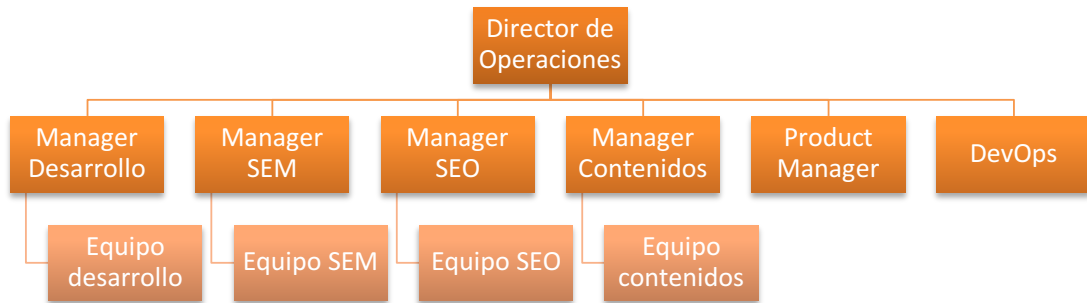 Director de
Operaciones
Manager
Desarrollo
Manager
SEM
Manager
SEO
Manager
Contenidos
Product
Manager
DevOps
Equipo
desarrollo
Equipo SEM
Equipo SEO
Equipo
contenidos